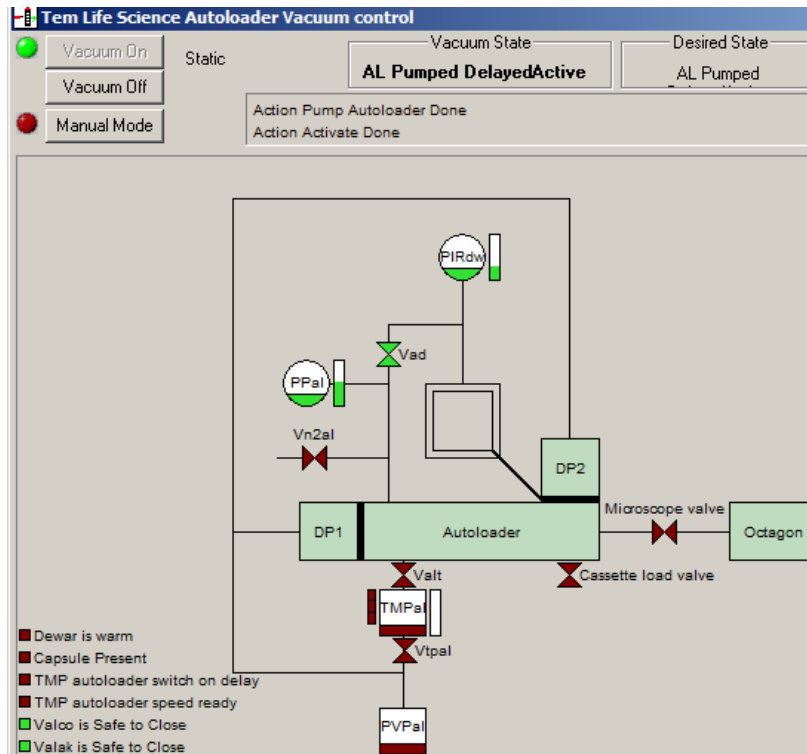 Tem Life Science Autoloader Vacuum control
Vacuum On
Static
Vacuum State
Desired State
Vacuum Off
AL Pumped DelayedActive
AL Pumped
Manual Mode
Action Pump Autoloader Done
Action Activate Done
PIRdw
Vad
PPal
Vn2al
DP2
Microscope valve
DP1
Autoloader
Octagon
Valt
Cassette load valve
TMPal
Vtpal
Dewar is warm
Capsule Present
TMP autoloader switch on delay
TMP autoloader speed ready
Valco is Safe to Close
PVPal
Valak is Safe to Close